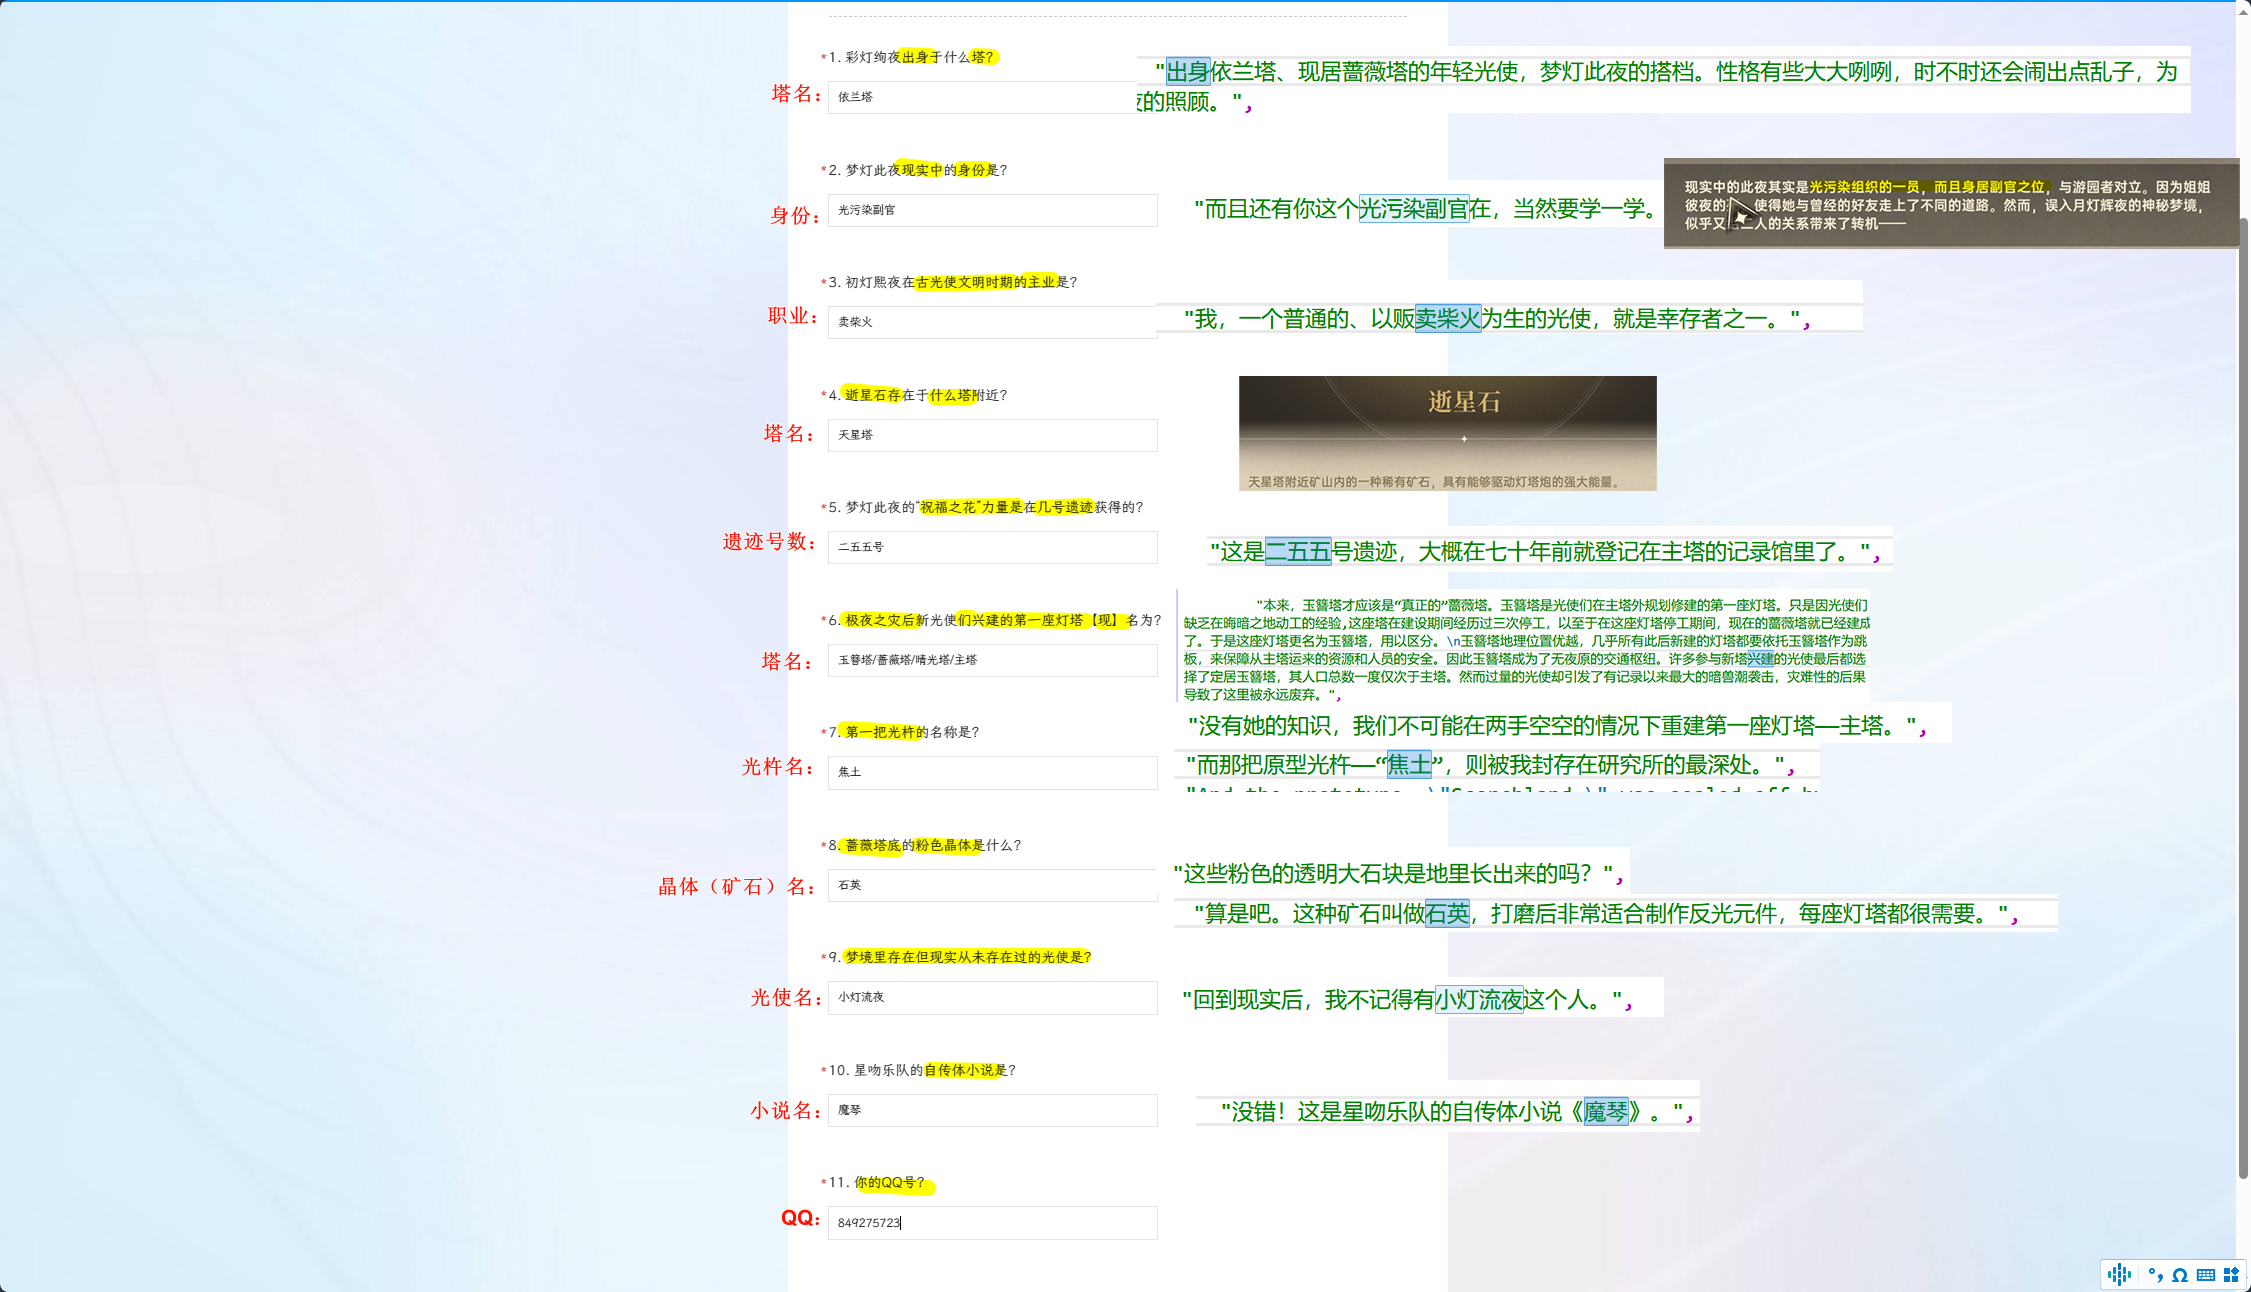 *1. 彩灯绚夜出身于什么塔?
塔名：
依兰塔
"出身依兰塔、现居蔷薇塔的年轻光使，梦灯此夜的搭档。性格有些大大咧咧，时不时还会闹出点乱子，为
的照顾。",
*2. 梦灯此夜现实中的身份是?
身份：
光污染副官
"而且还有你这个光污染副官在，当然要学一学。
现实中的此夜其实是光污染组织的一员，而且身居副官之位，与游园者对立。因为姐姐
彼夜的 使得她与曾经的好友走上了不同的道路。然而，误入月灯辉夜的神秘梦境，
似乎又 二人的关系带来了转机——
*3. 初灯熙夜在古光使文明时期的主业是?
职业：
卖柴火
"我，一个普通的、以贩卖柴火为生的光使，就是幸存者之一。",
*4. 逝星石存在于什么塔附近?
塔名：
天星塔
逝星石
天星塔附近矿山内的一种稀有矿石，具有能够驱动灯塔炮的强大能量。
*5. 梦灯此夜的“祝福之花”力量是在几号遗迹获得的?
遗迹号数：
二五五号
"这是二五五号遗迹，大概在七十年前就登记在主塔的记录馆里了。",
*6. 极夜之灾后新光使们兴建的第一座灯塔【现】名为?
塔名：
玉簪塔/蔷薇塔/晴光塔/主塔
"本来，玉簪塔才应该是“真正的”蔷薇塔。玉簪塔是光使们在主塔外规划修建的第一座灯塔。只是因光使们
缺乏在晦暗之地动工的经验,这座塔在建设期间经历过三次停工，以至于在这座灯塔停工期间，现在的蔷薇塔就已经建成
了。于是这座灯塔更名为玉簪塔，用以区分。\n玉簪塔地理位置优越，几乎所有此后新建的灯塔都要依托玉簪塔作为跳
板，来保障从主塔运来的资源和人员的安全。因此玉簪塔成为了无夜原的交通枢纽。许多参与新塔兴建的光使最后都选
择了定居玉簪塔，其人口总数一度仅次于主塔。然而过量的光使却引发了有记录以来最大的暗兽潮袭击，灾难性的后果
导致了这里被永远废弃。",
"没有她的知识，我们不可能在两手空空的情况下重建第一座灯塔—主塔。",
*7. 第一把光杵的名称是?
光杵名：
焦土
"而那把原型光杵—“焦土”，则被我封存在研究所的最深处。",
*8. 蔷薇塔底的粉色晶体是什么?
晶体（矿石）名：
石英
"这些粉色的透明大石块是地里长出来的吗？",
"算是吧。这种矿石叫做石英，打磨后非常适合制作反光元件，每座灯塔都很需要。",
*9. 梦境里存在但现实从未存在过的光使是?
光使名：
小灯流夜
"回到现实后，我不记得有小灯流夜这个人。",
*10. 星吻乐队的自传体小说是?
小说名：
魔琴
"没错！这是星吻乐队的自传体小说《魔琴》。",
*11. 你的QQ号?
QQ：
849275723